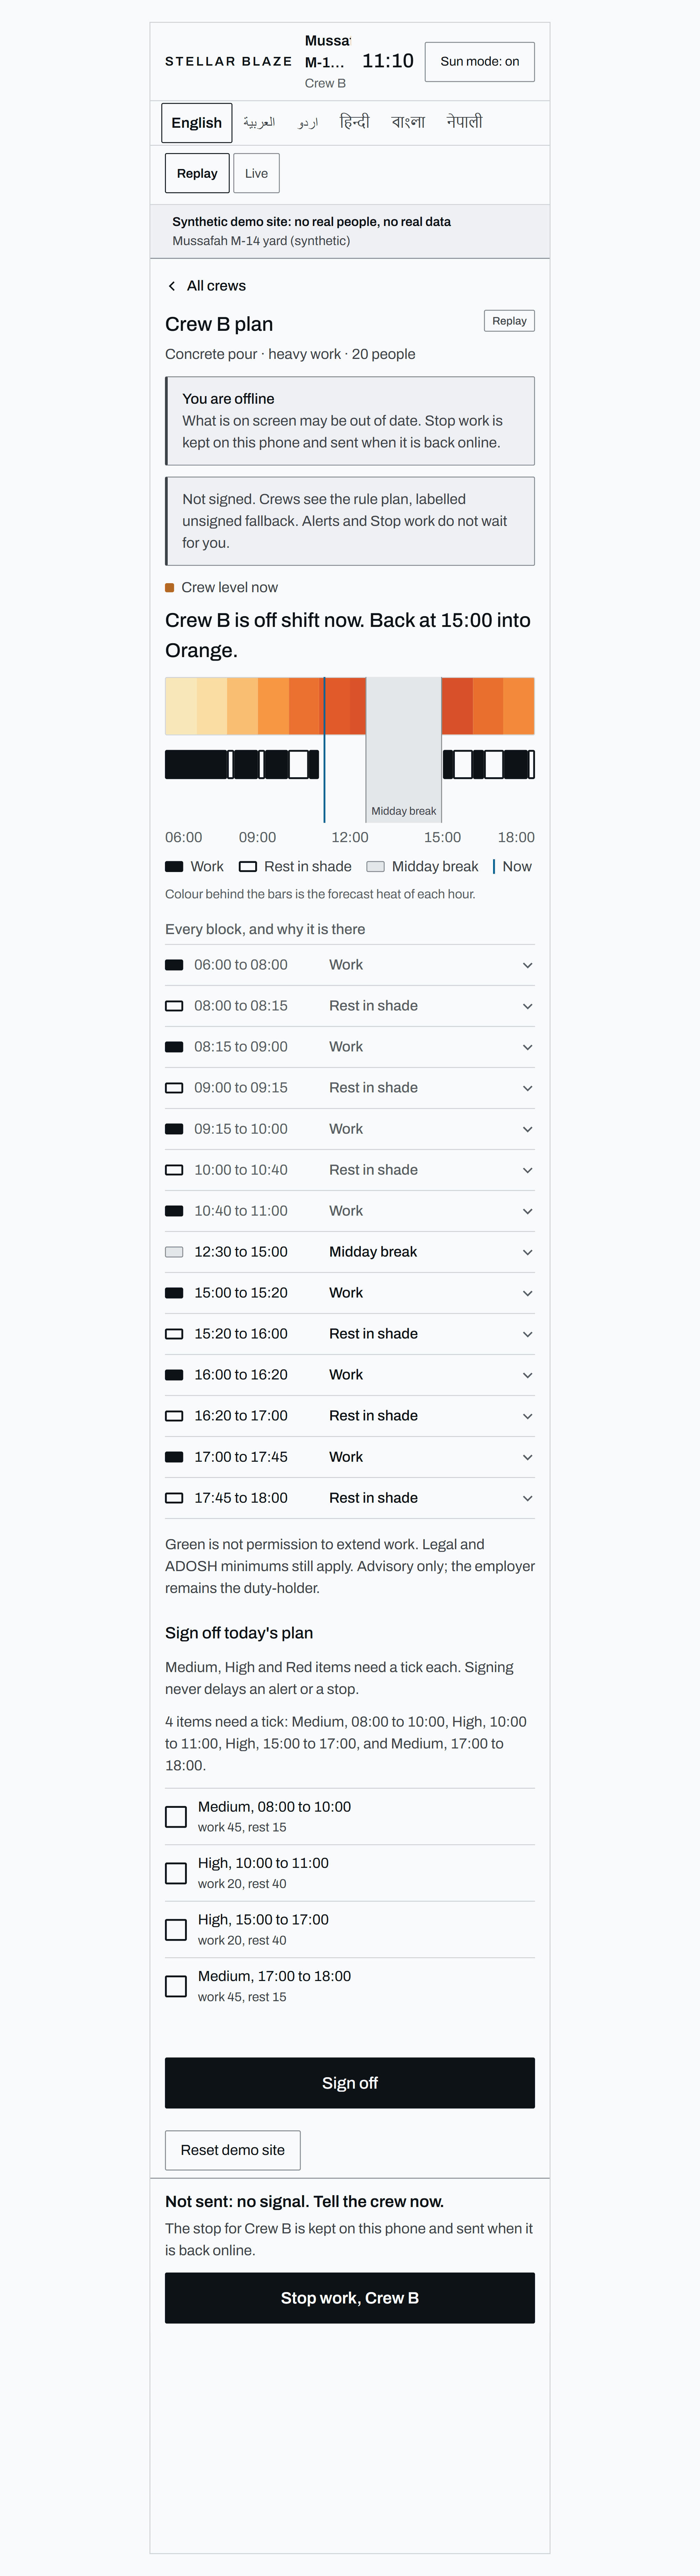 STELLAR BLAZE
M-1...
Crew B
11:10
Sun mode: on
English
العربية
اردو
हिन्दी
বাংলা
नेपाली
Replay
Live
Synthetic demo site: no real people, no real data
Mussafah M-14 yard (synthetic)
All crews
Crew B plan
Replay
Concrete pour · heavy work · 20 people
You are offline
What is on screen may be out of date. Stop work is
kept on this phone and sent when it is back online.
Not signed. Crews see the rule plan, labelled
unsigned fallback. Alerts and Stop work do not wait
for you.
Crew level now
Crew B is off shift now. Back at 15:00 into
Orange.
Midday break
06:00 09:00 12:00 15:00 18:00
Work Rest in shade Midday break Now
Colour behind the bars is the forecast heat of each hour.
Every block, and why it is there
06:00 to 08:00 Work
08:00 to 08:15 Rest in shade
08:15 to 09:00 Work
09:00 to 09:15 Rest in shade
09:15 to 10:00 Work
10:00 to 10:40 Rest in shade
10:40 to 11:00 Work
12:30 to 15:00 Midday break
15:00 to 15:20 Work
15:20 to 16:00 Rest in shade
16:00 to 16:20 Work
16:20 to 17:00 Rest in shade
17:00 to 17:45 Work
17:45 to 18:00 Rest in shade
Green is not permission to extend work. Legal and
ADOSH minimums still apply. Advisory only; the employer
remains the duty-holder.
Sign off today's plan
Medium, High and Red items need a tick each. Signing
never delays an alert or a stop.
4 items need a tick: Medium, 08:00 to 10:00, High, 10:00
to 11:00, High, 15:00 to 17:00, and Medium, 17:00 to
18:00.
Medium, 08:00 to 10:00
work 45, rest 15
High, 10:00 to 11:00
work 20, rest 40
High, 15:00 to 17:00
work 20, rest 40
Medium, 17:00 to 18:00
work 45, rest 15
Sign off
Reset demo site
Not sent: no signal. Tell the crew now.
The stop for Crew B is kept on this phone and sent when it
is back online.
Stop work, Crew B